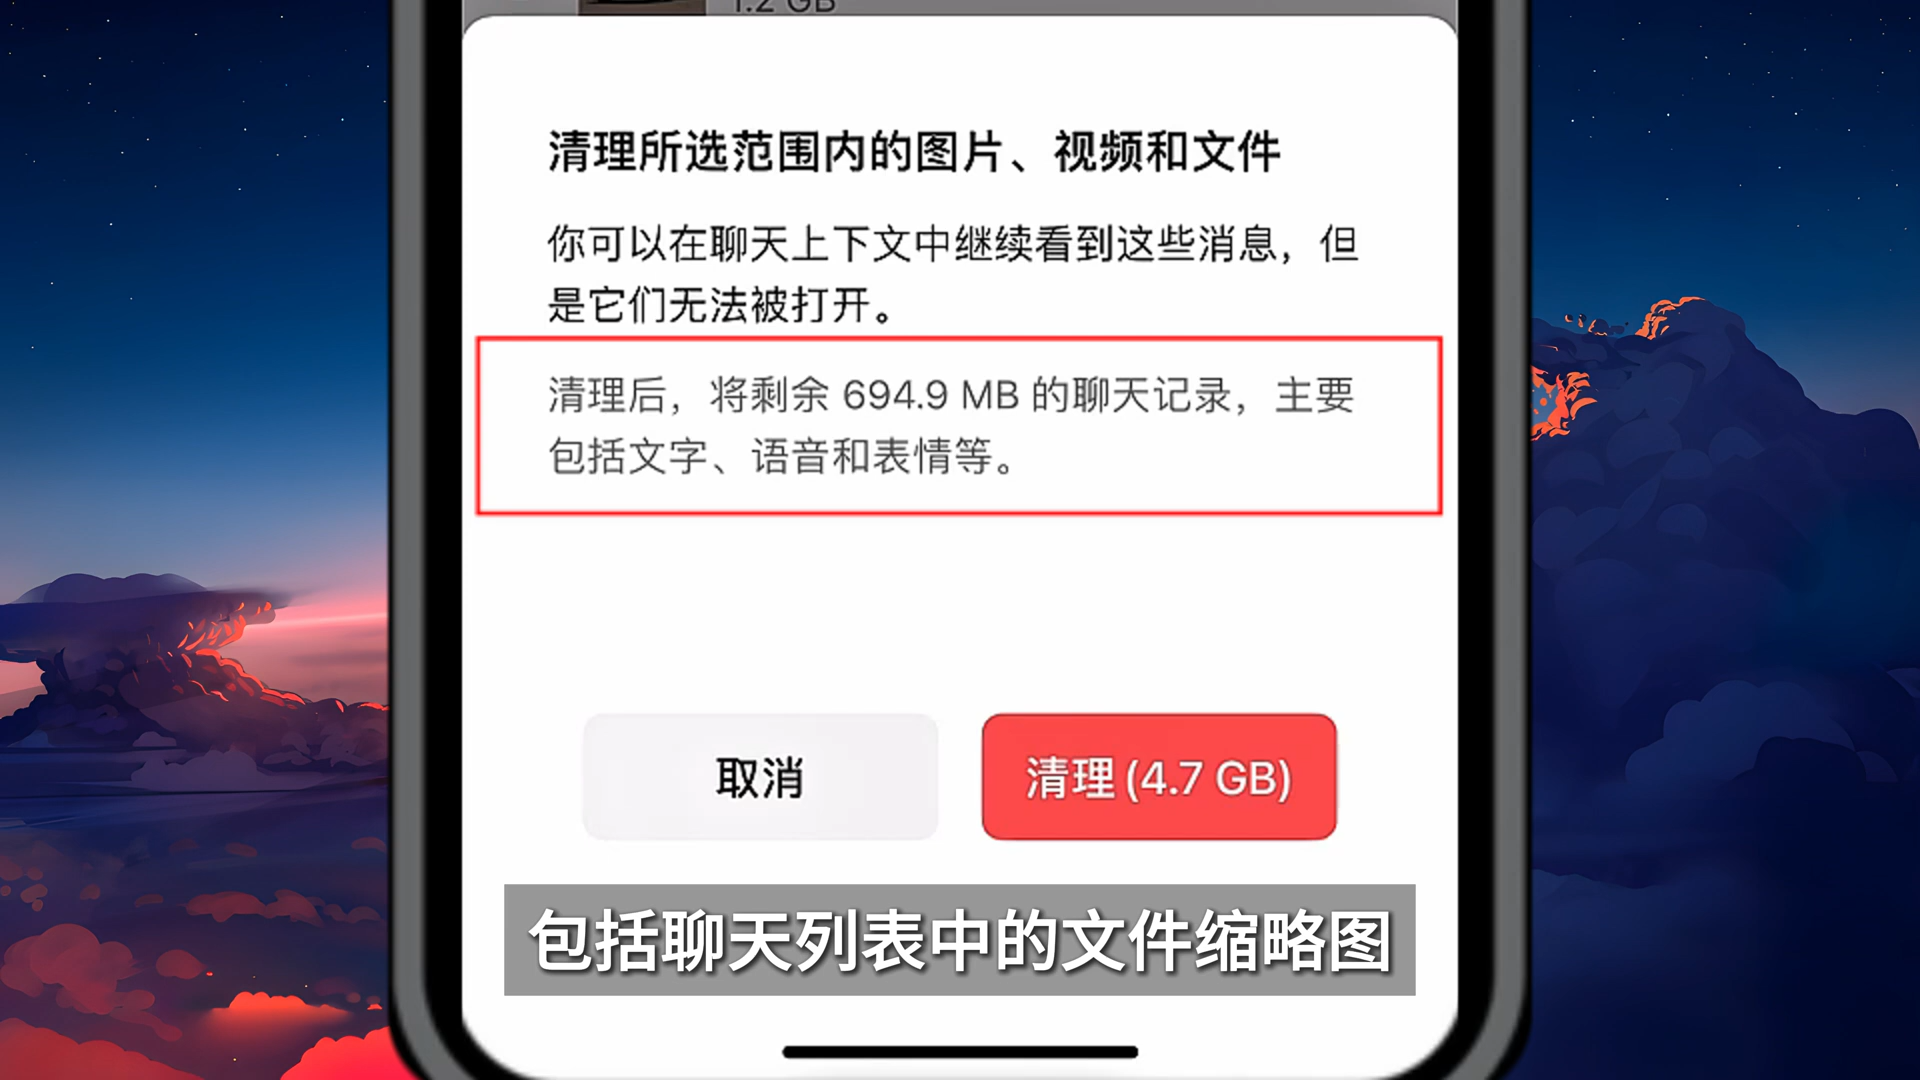 1.2 GB
清理所选范围内的图片、视频和文件
你可以在聊天上下文中继续看到这些消息，但
是它们无法被打开。
清理后，将剩余 694.9 MB 的聊天记录，主要
包括文字、语音和表情等。
取消
清理 (4.7 GB)
包括聊天列表中的文件缩略图